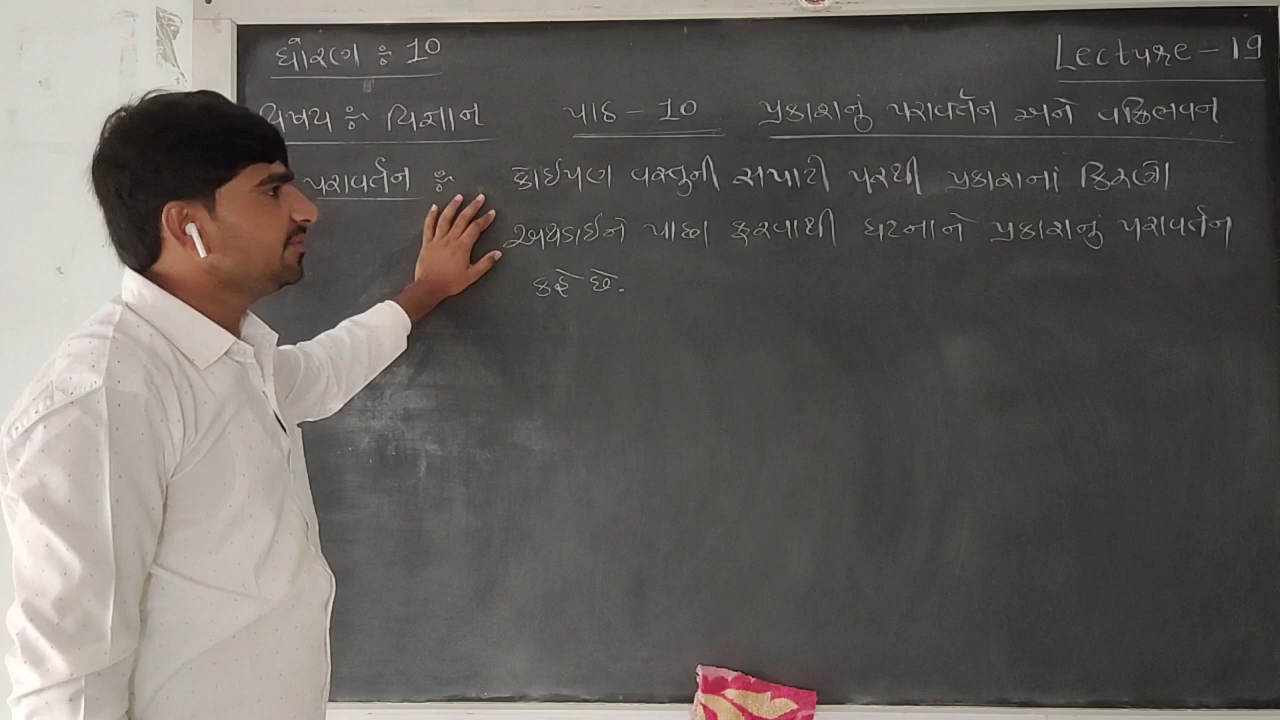 ધોરણ ઃ 10
Lecture - 19
વિષય ઃ વિજ્ઞાન પાઠ - 10 પ્રકાશનું પરાવર્તન અને વક્રિભવન
પરાવર્તન ઃ કોઈપણ વસ્તુની સપાટી પરથી પ્રકાશનાં કિરણો
અથડાઈને પાછા ફરવાથી ઘટનાને પ્રકાશનું પરાવર્તન
કહે છે.